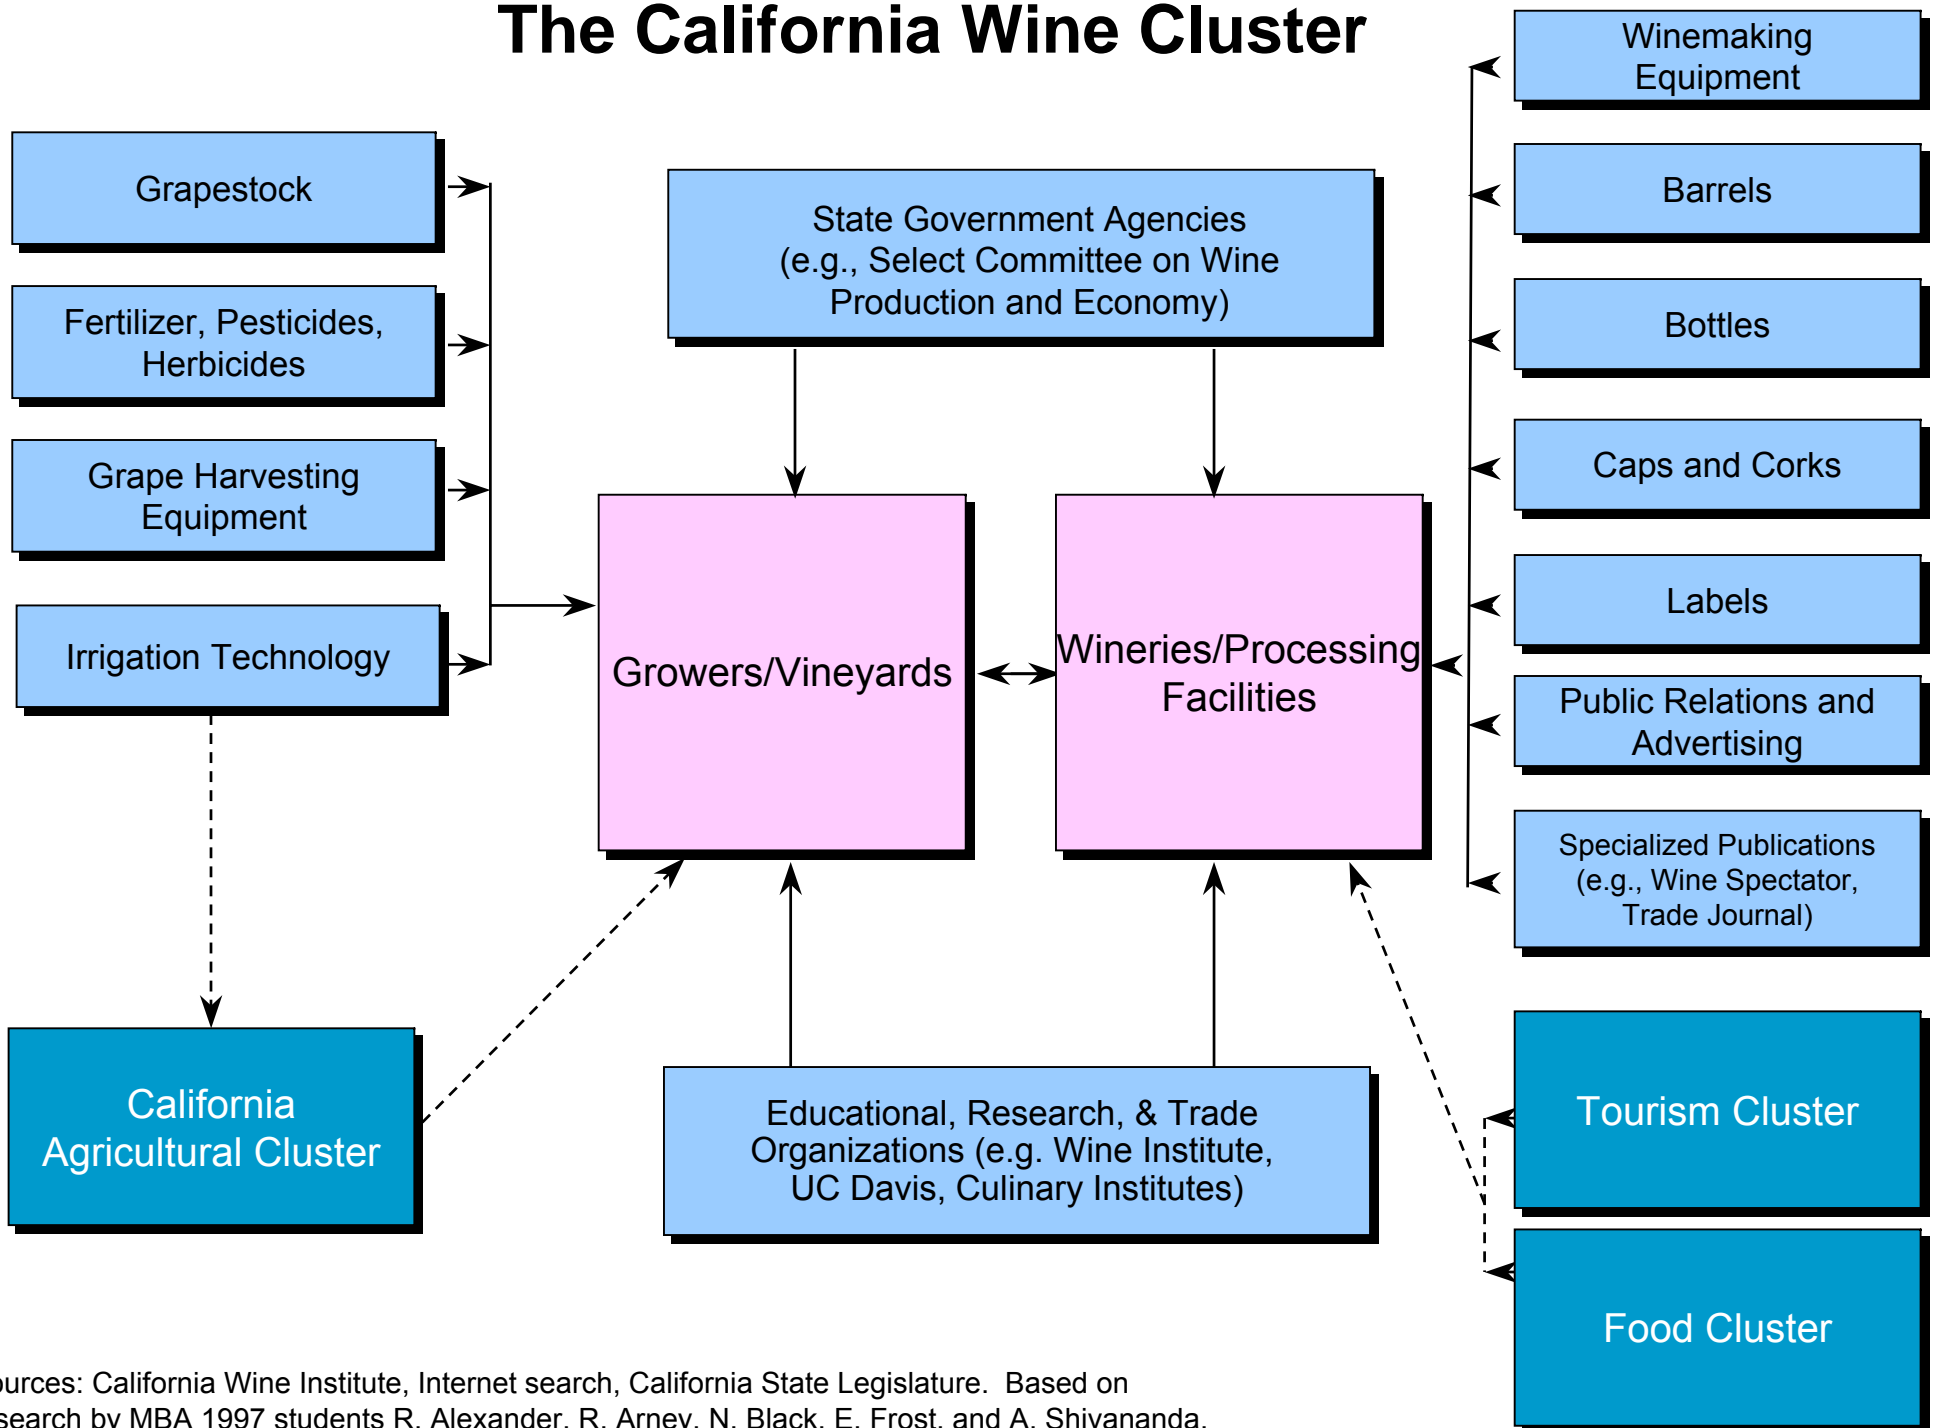 The California Wine Cluster
Grapestock
Fertilizer, Pesticides,
Herbicides
Grape Harvesting
Equipment
Irrigation Technology
California
Agricultural Cluster
State Government Agencies
(e.g., Select Committee on Wine
Production and Economy)
Growers/Vineyards
Wineries/Processing
Facilities
Educational, Research, & Trade
Organizations (e.g. Wine Institute,
UC Davis, Culinary Institutes)
Winemaking
Equipment
Barrels
Bottles
Caps and Corks
Labels
Public Relations and
Advertising
Specialized Publications
(e.g., Wine Spectator,
Trade Journal)
Tourism Cluster
Food Cluster
ources: California Wine Institute, Internet search, California State Legislature. Based on
search by MBA 1997 students R. Alexander, R. Arney, N. Black, E. Frost, and A. Shivananda.